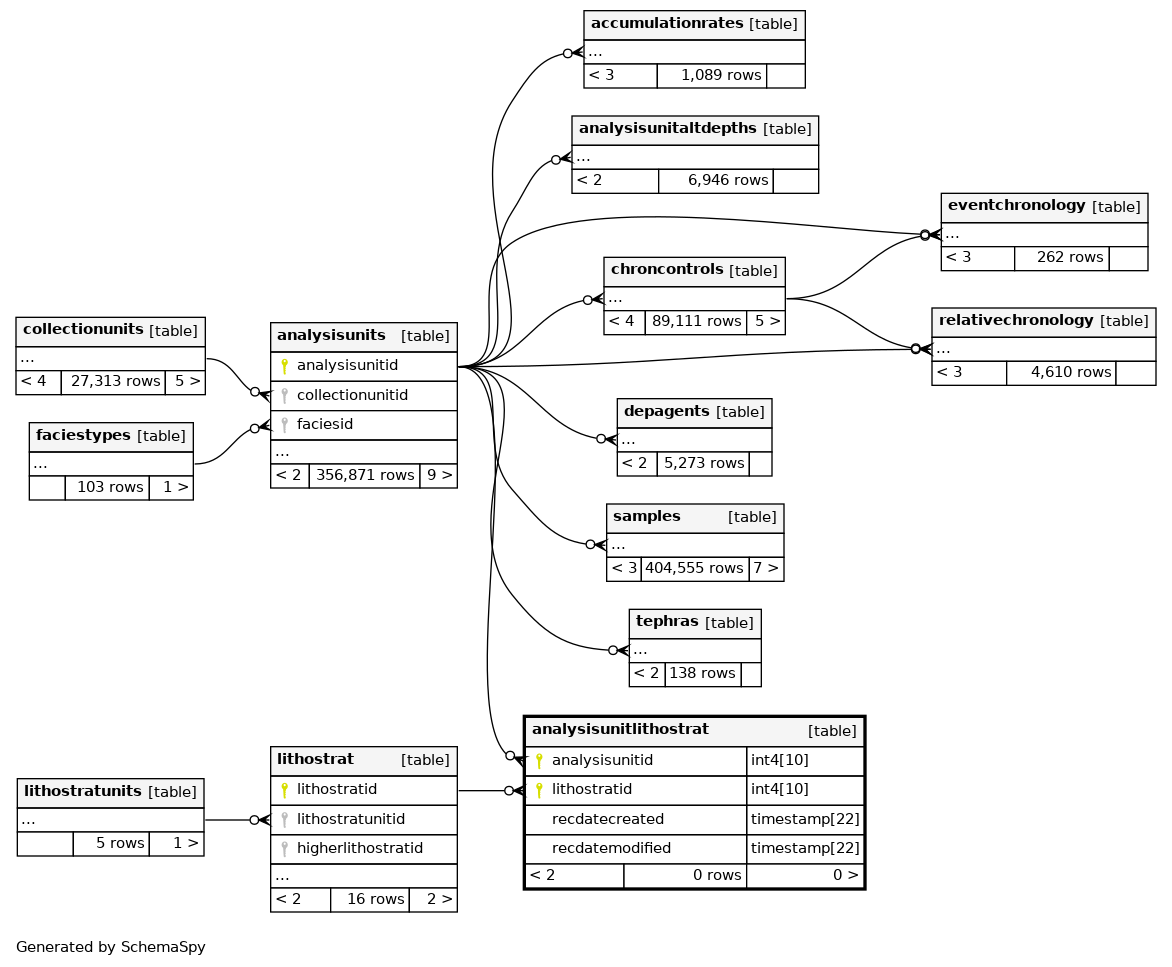 accumulationrates [table]
...
< 3 1,089 rows
analysisunitaltdepths [table]
...
< 2 6,946 rows
eventchronology [table]
...
< 3 262 rows
chroncontrols [table]
...
< 4 89,111 rows 5 >
relativechronology [table]
...
< 3 4,610 rows
collectionunits [table]
...
< 4 27,313 rows 5 >
analysisunits [table]
analysisunitid
collectionunitid
faciesid
...
< 2 356,871 rows 9 >
faciestypes [table]
...
103 rows 1 >
depagents [table]
...
< 2 5,273 rows
samples [table]
...
< 3 404,555 rows 7 >
tephras [table]
...
< 2 138 rows
analysisunitlithostrat [table]
analysisunitid int4[10]
lithostratid int4[10]
recdatecreated timestamp[22]
recdatemodified timestamp[22]
< 2 0 rows 0 >
lithostrat [table]
lithostratid
lithostratunitid
higherlithostratid
...
< 2 16 rows 2 >
lithostratunits [table]
...
5 rows 1 >
Generated by SchemaSpy